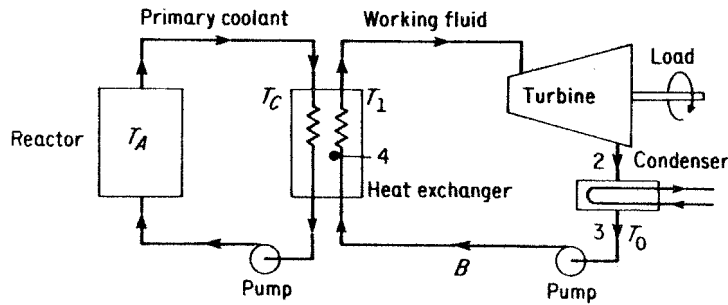 Primary coolant
Working fluid
Load
T_C
T_1
Turbine
Reactor
T_A
4
2
Condenser
Heat exchanger
3
T_0
B
Pump
Pump